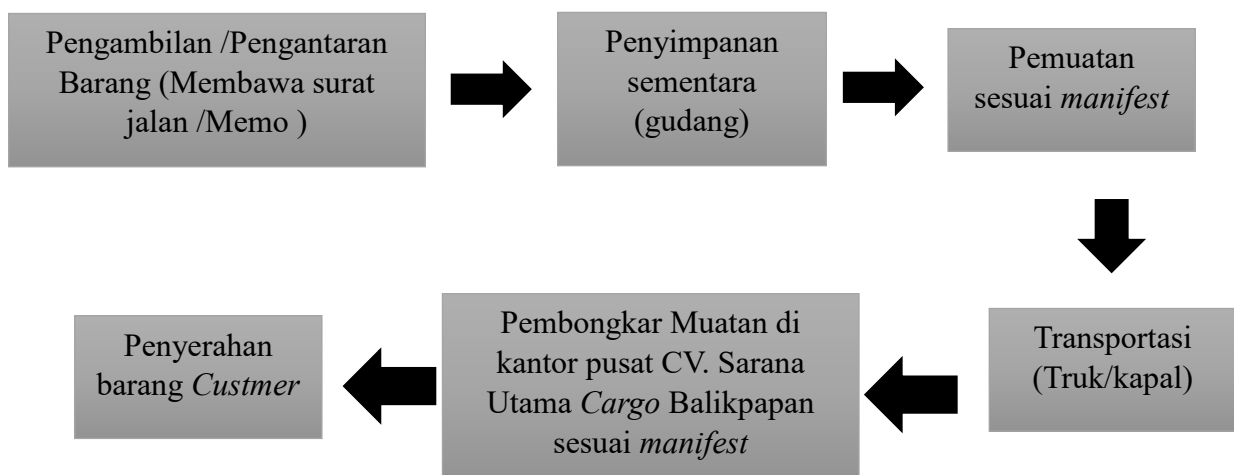 Pengambilan /Pengantaran
Barang (Membawa surat
jalan /Memo )
Penyimpanan
sementara
(gudang)
Pemuatan
sesuai manifest
Transportasi
(Truk/kapal)
Pembongkar Muatan di
kantor pusat CV. Sarana
Utama Cargo Balikpapan
sesuai manifest
Penyerahan
barang Custmer